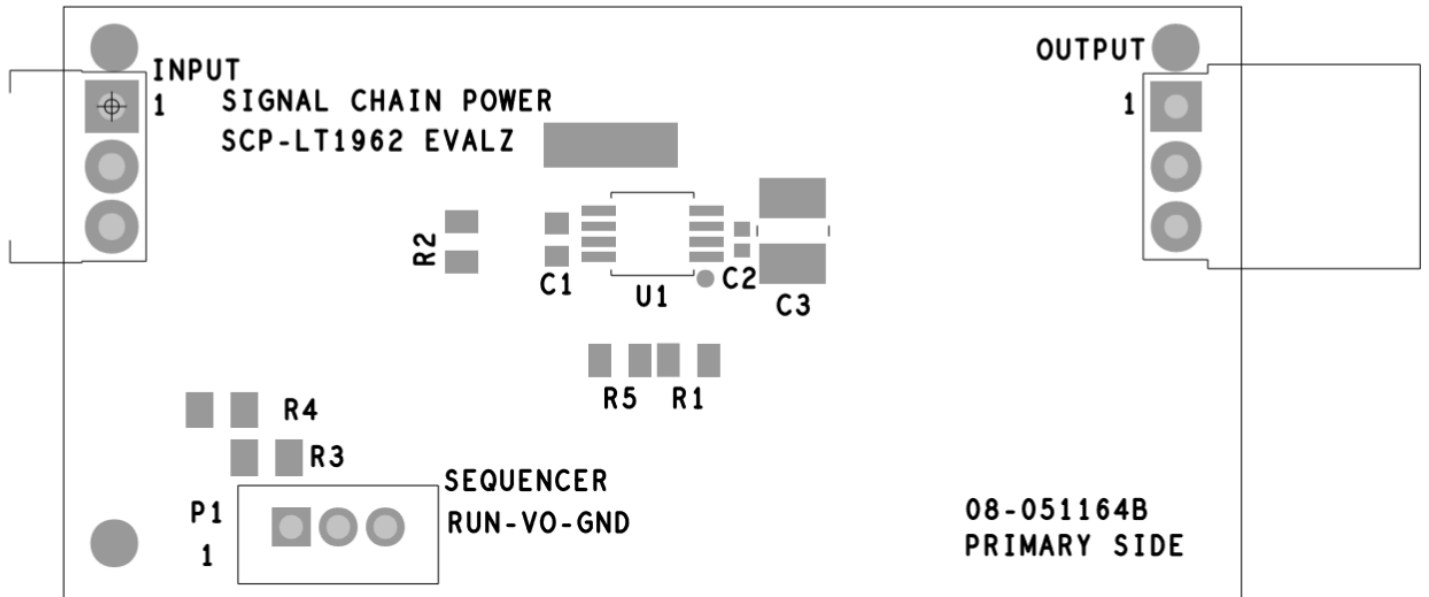 INPUT
1
SIGNAL CHAIN POWER
SCP-LT1962 EVALZ
OUTPUT
1
R2
C1
U1
C2
C3
R5
R1
R4
R3
SEQUENCER
P1
RUN-VO-GND
1
08-051164B
PRIMARY SIDE